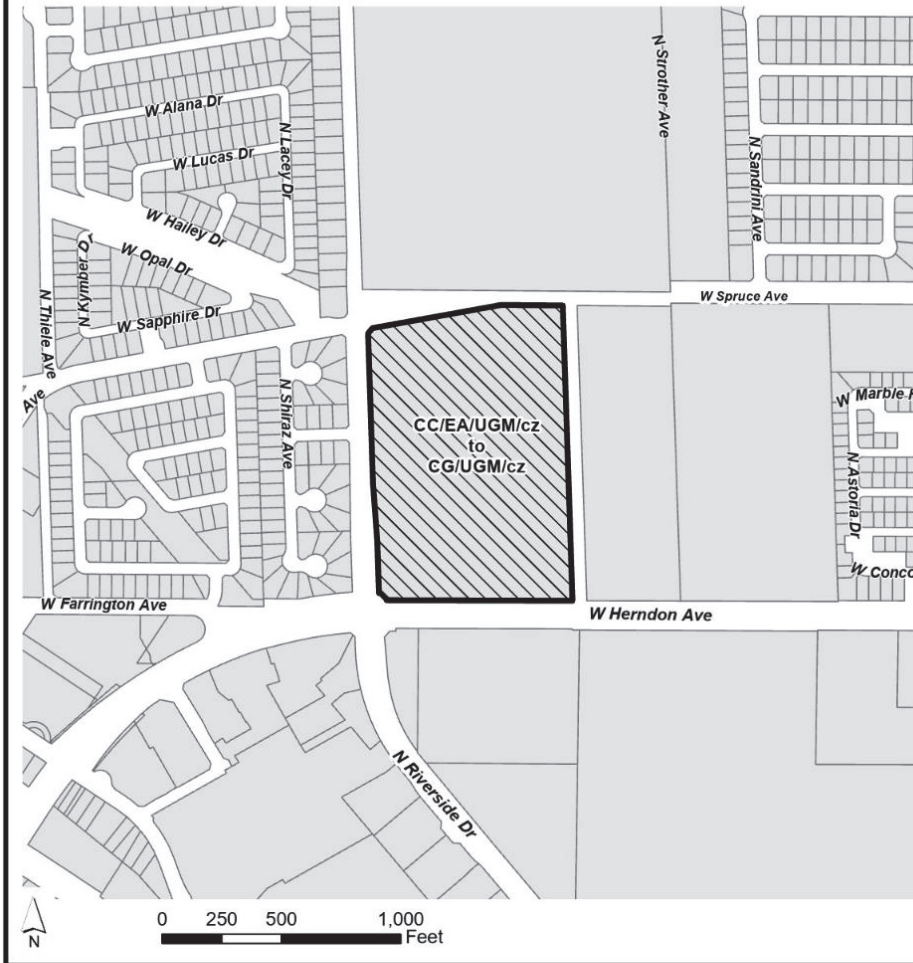 N Strother Ave
W Alana Dr
N Lacey Dr
W Lucas Dr
N Sandrini Ave
W Hailey Dr
W Opal Dr
N Kymber Dr
W Spruce Ave
N Thiele Ave
W Sapphire Dr
Ave
N Shiraz Ave
W Marble
CC/EA/UGM/cz
to
CG/UGM/cz
N Astoria Dr
W Conco
W Farrington Ave
W Herndon Ave
N Riverside Dr
N
0 250 500 1,000
Feet